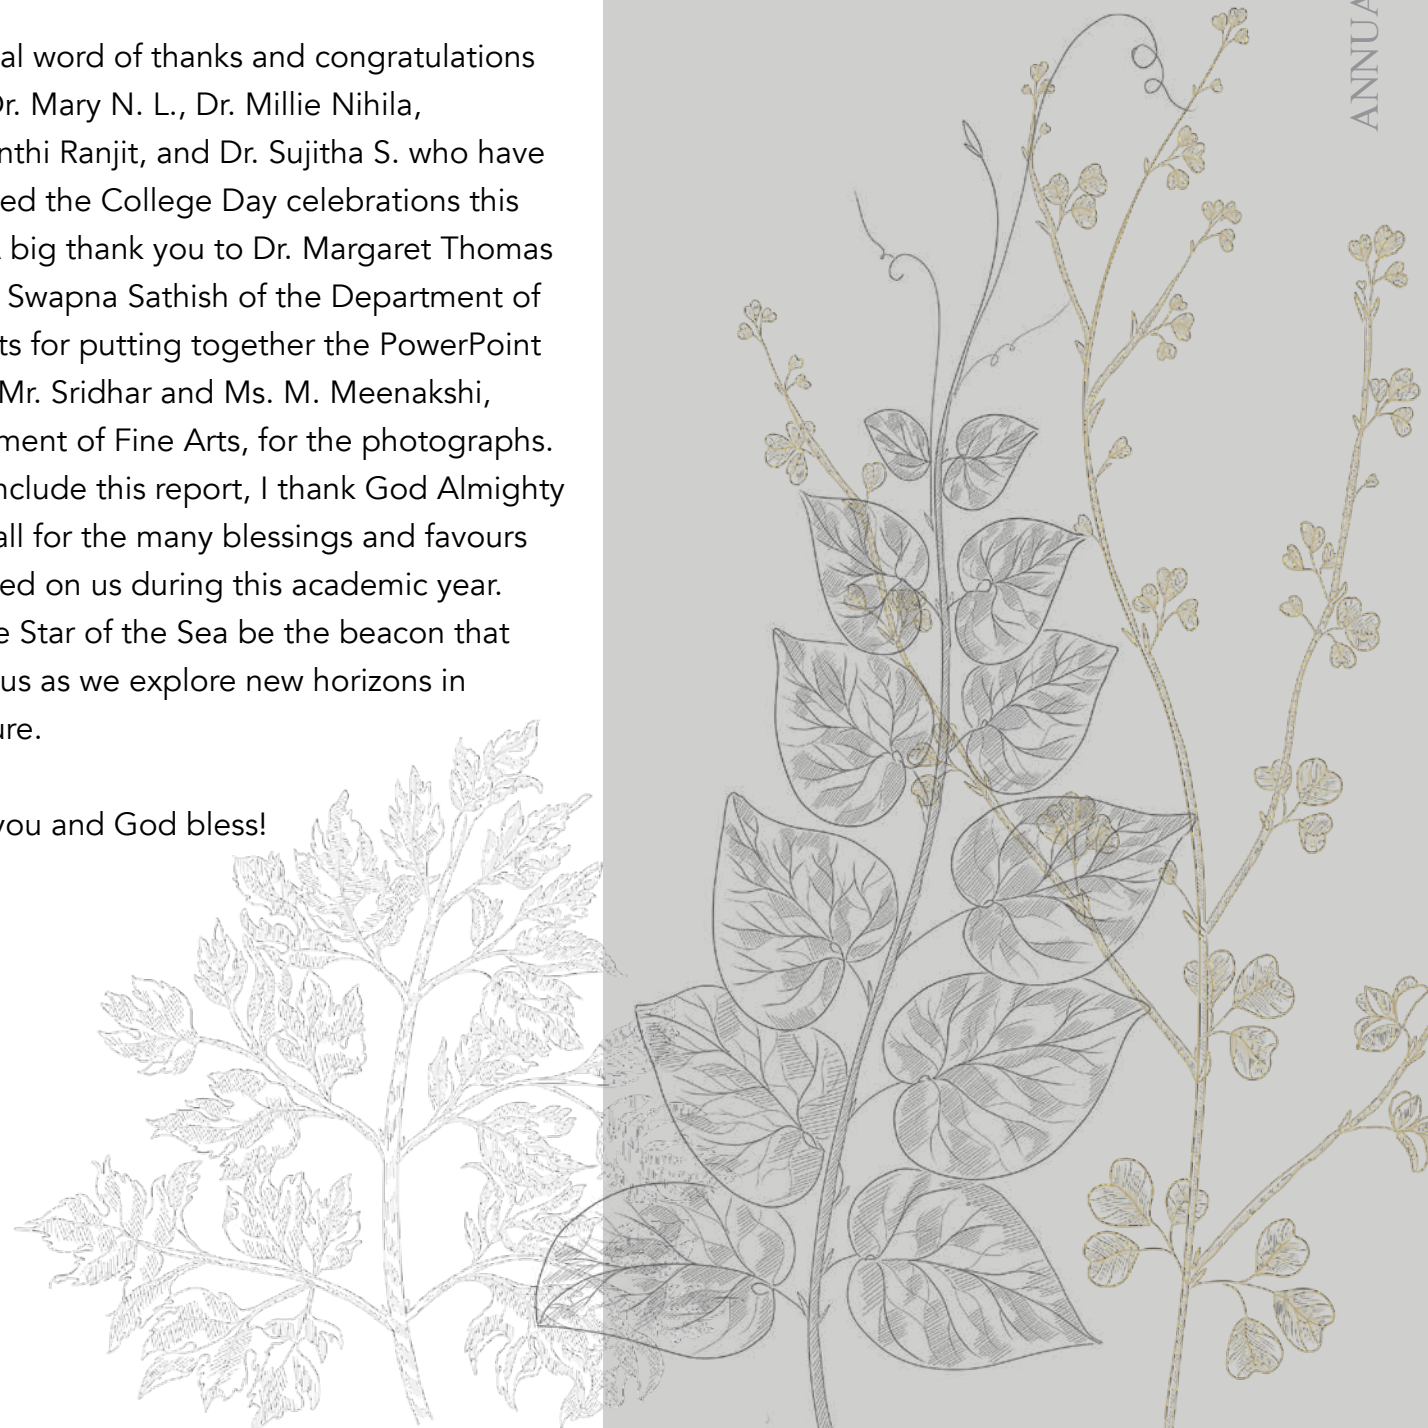 al word of thanks and congratulations
Dr. Mary N. L., Dr. Millie Nihila,
nthi Ranjit, and Dr. Sujitha S. who have
ed the College Day celebrations this
big thank you to Dr. Margaret Thomas
Swapna Sathish of the Department of
ts for putting together the PowerPoint
Mr. Sridhar and Ms. M. Meenakshi,
ment of Fine Arts, for the photographs.
nclude this report, I thank God Almighty
all for the many blessings and favours
ed on us during this academic year.
e Star of the Sea be the beacon that
us as we explore new horizons in
ure.
you and God bless!
ANNUA